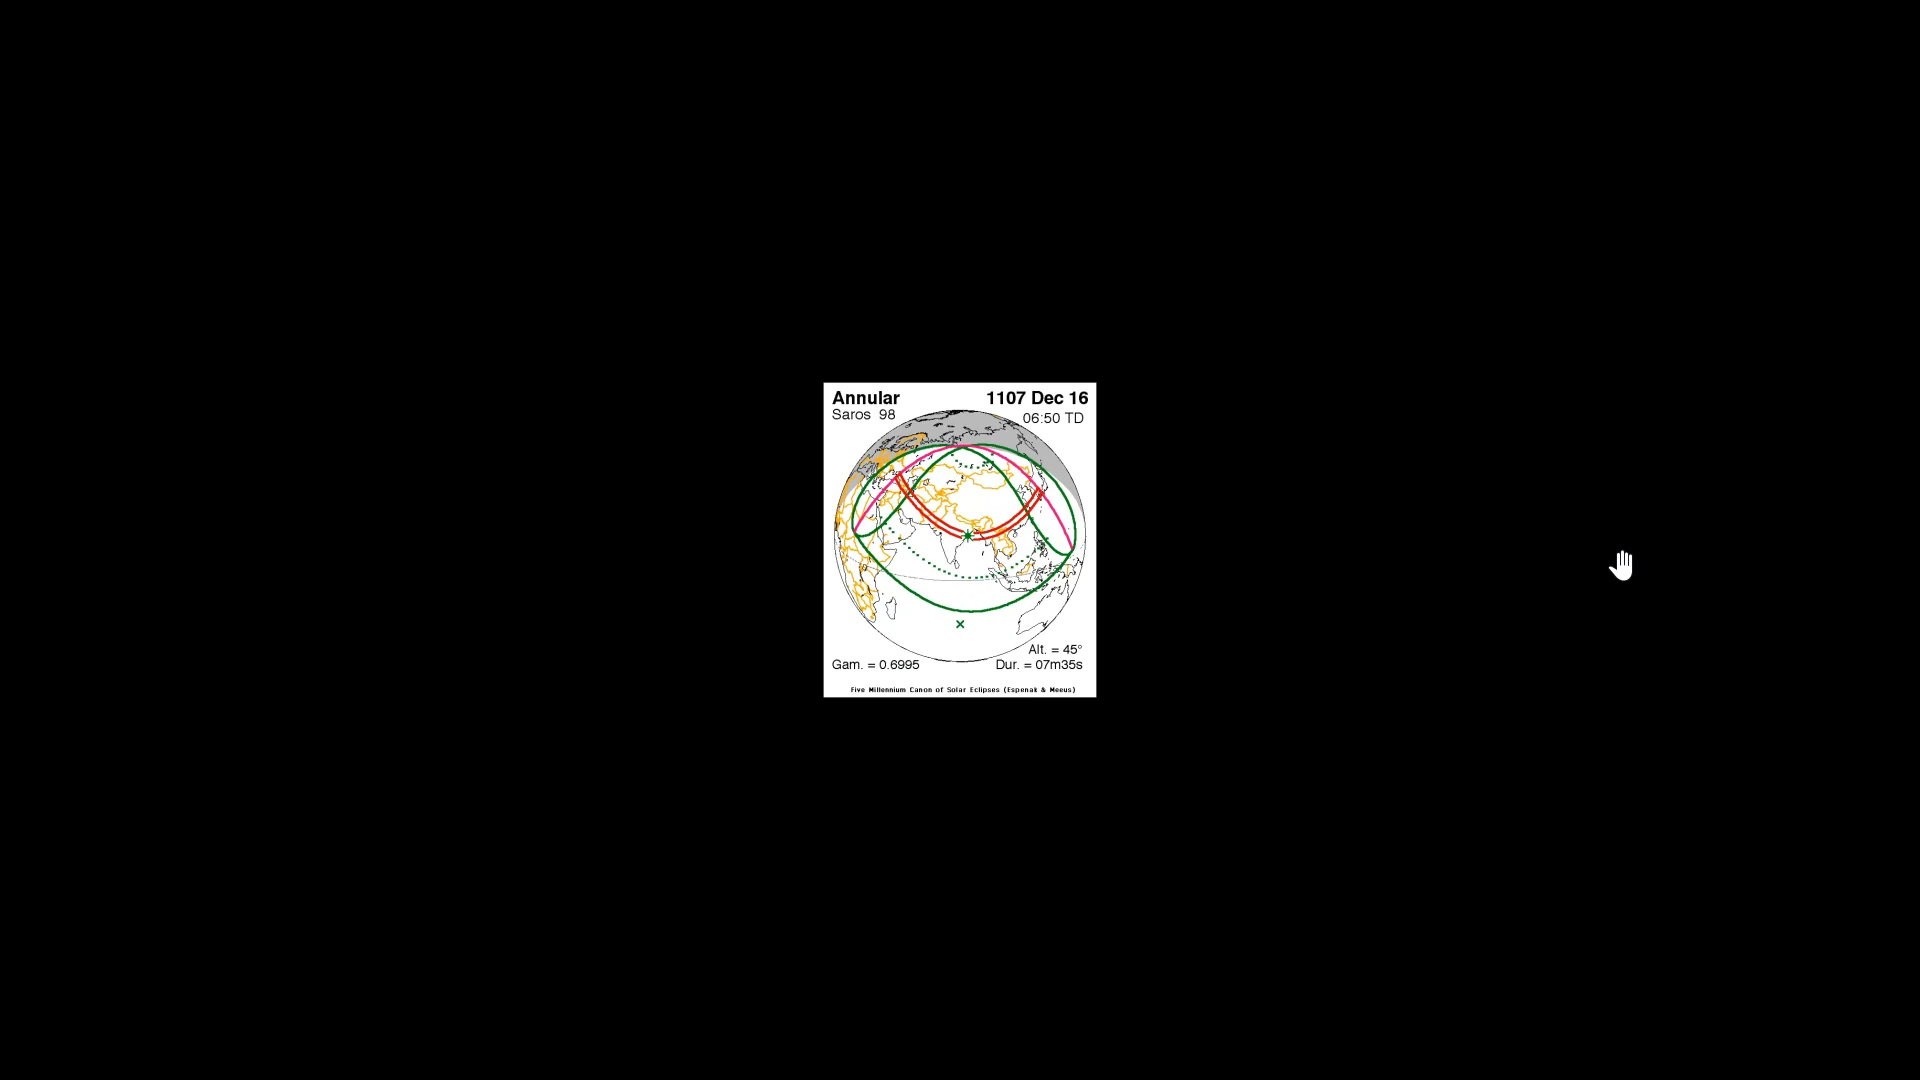 Annular 1107 Dec 16
Saros 98 06:50 TD
Alt. = 45°
Gam. = 0.6995 Dur. = 07m35s
Five Millennium Canon of Solar Eclipses (Espenak & Meeus)